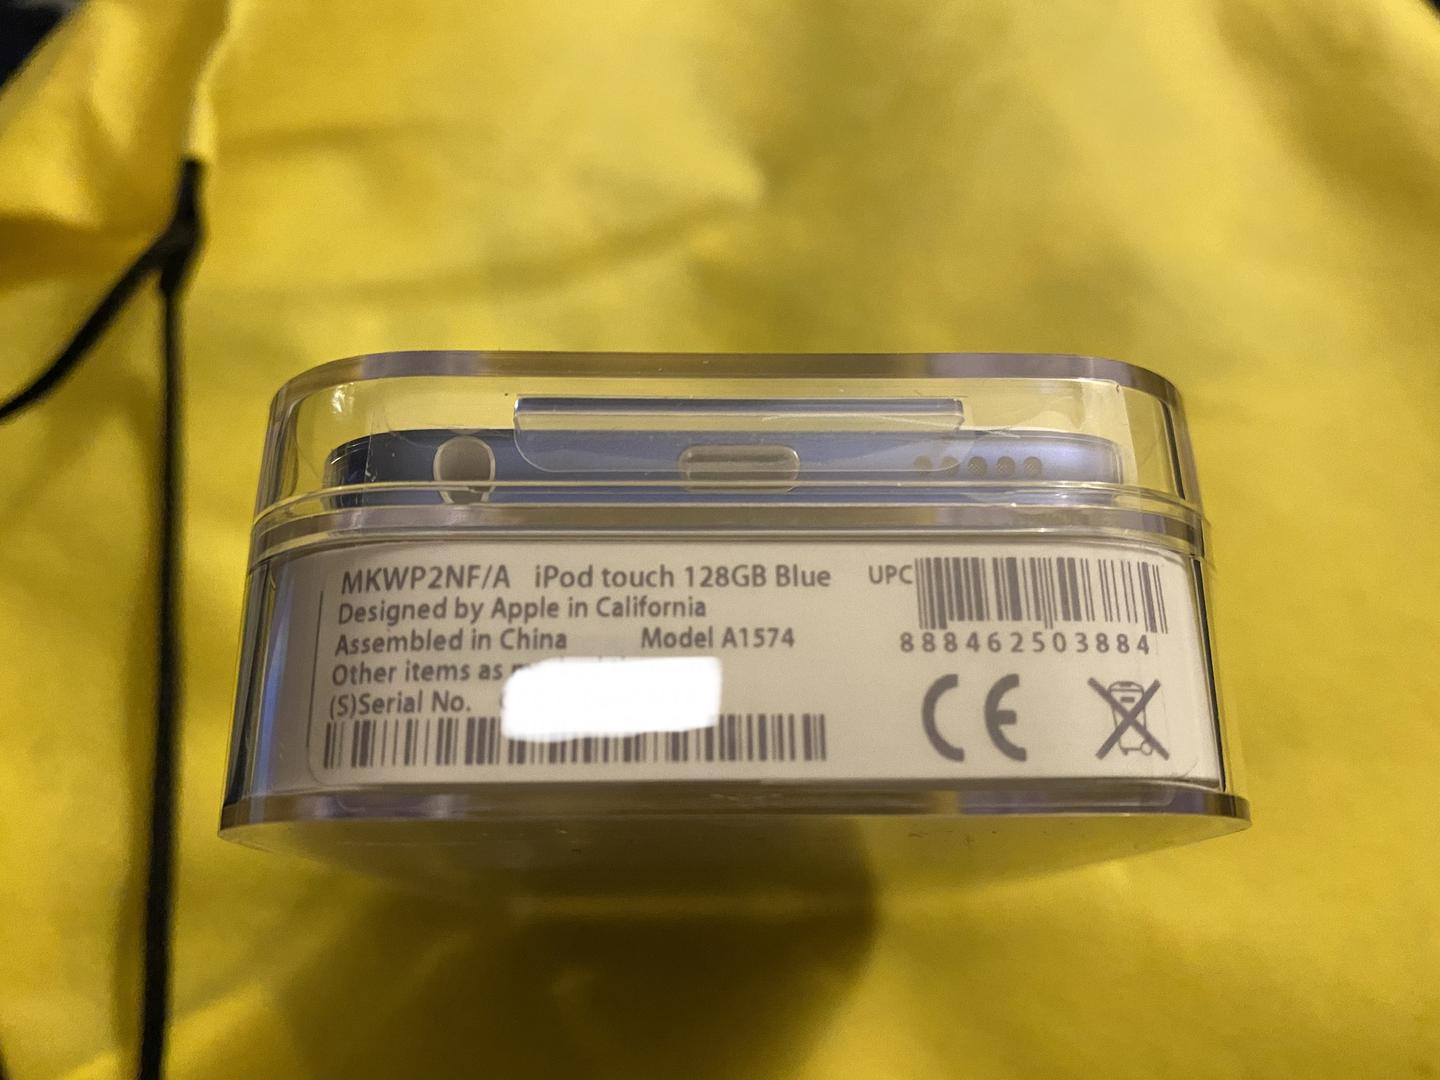 MKWP2NF/A iPod touch 128GB Blue
Designed by Apple in California
Assembled in China Model A1574
Other items as
(S)Serial No.
UPC
888462503884
CE